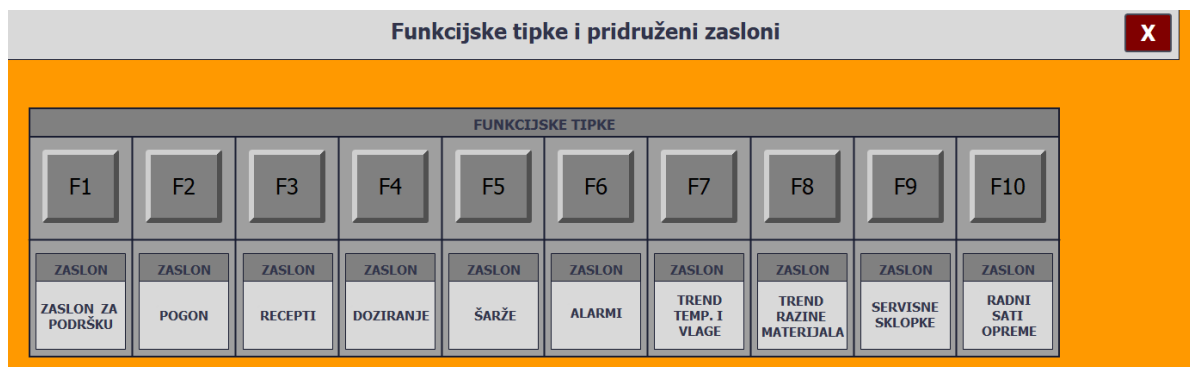 Funkcijske tipke i pridruženi zasloni
X
FUNKCIJSKE TIPKE
F1 F2 F3 F4 F5 F6 F7 F8 F9 F10
ZASLON ZASLON ZASLON ZASLON ZASLON ZASLON ZASLON ZASLON ZASLON ZASLON
ZASLON ZA
PODRŠKU
POGON
RECEPTI
DOZIRANJE
ŠARŽE
ALARMI
TREND
TEMP. I
VLAGE
TREND
RAZINE
MATERIJALA
SERVISNE
SKLOPKE
RADNI
SATI
OPREME